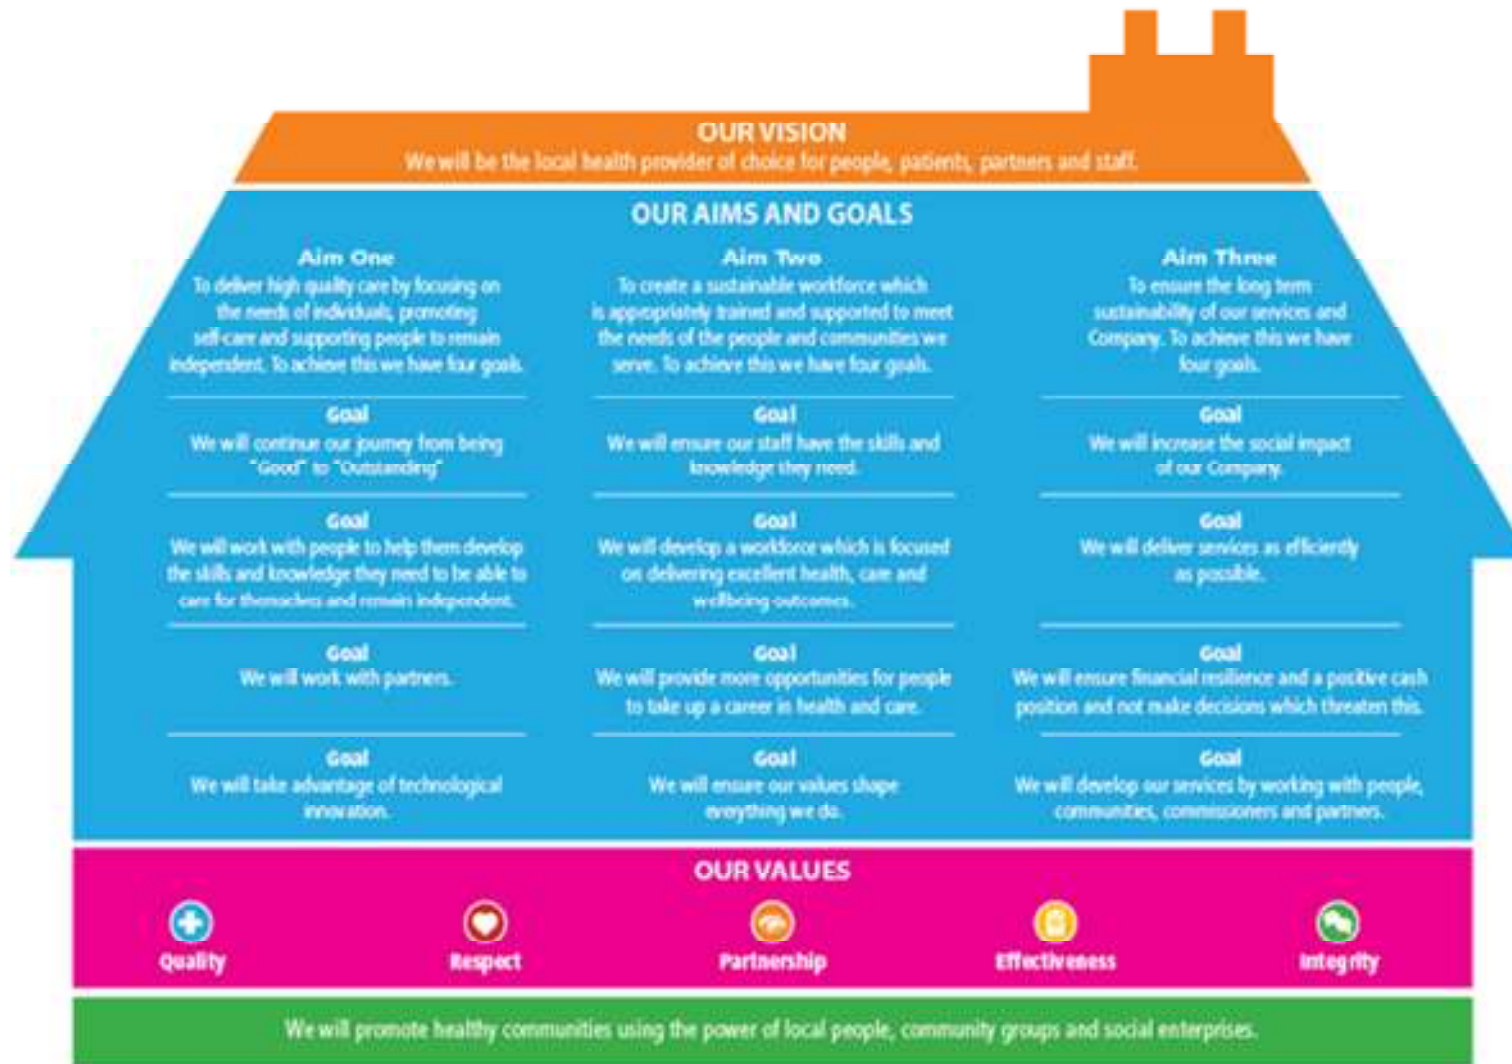 OUR VISION
We will be the local health provider of choice for people, patients, partners and staff.
OUR AIMS AND GOALS
Aim One
To deliver high quality care by focusing on
the needs of individuals, promoting
self-care and supporting people to remain
independent. To achieve this we have four goals.
Goal
We will continue our journey from being
"Good" to "Outstanding"
Goal
We will work with people to help them develop
the skills and knowledge they need to be able to
care for themselves and remain independent.
Goal
We will work with partners.
Goal
We will take advantage of technological
innovation.
Aim Two
To create a sustainable workforce which
is appropriately trained and supported to meet
the needs of the people and communities we
serve. To achieve this we have four goals.
Goal
We will ensure our staff have the skills and
knowledge they need.
Goal
We will develop a workforce which is focused
on delivering excellent health, care and
wellbeing outcomes.
Goal
We will provide more opportunities for people
to take up a career in health and care.
Goal
We will ensure our values shape
everything we do.
Aim Three
To ensure the long term
sustainability of our services and
Company. To achieve this we have
four goals.
Goal
We will increase the social impact
of our Company.
Goal
We will deliver services as efficiently
as possible.
Goal
We will ensure financial resilience and a positive cash
position and not make decisions which threaten this.
Goal
We will develop our services by working with people,
communities, commissioners and partners.
OUR VALUES
Quality
Respect
Partnership
Effectiveness
Integrity
We will promote healthy communities using the power of local people, community groups and social enterprises.